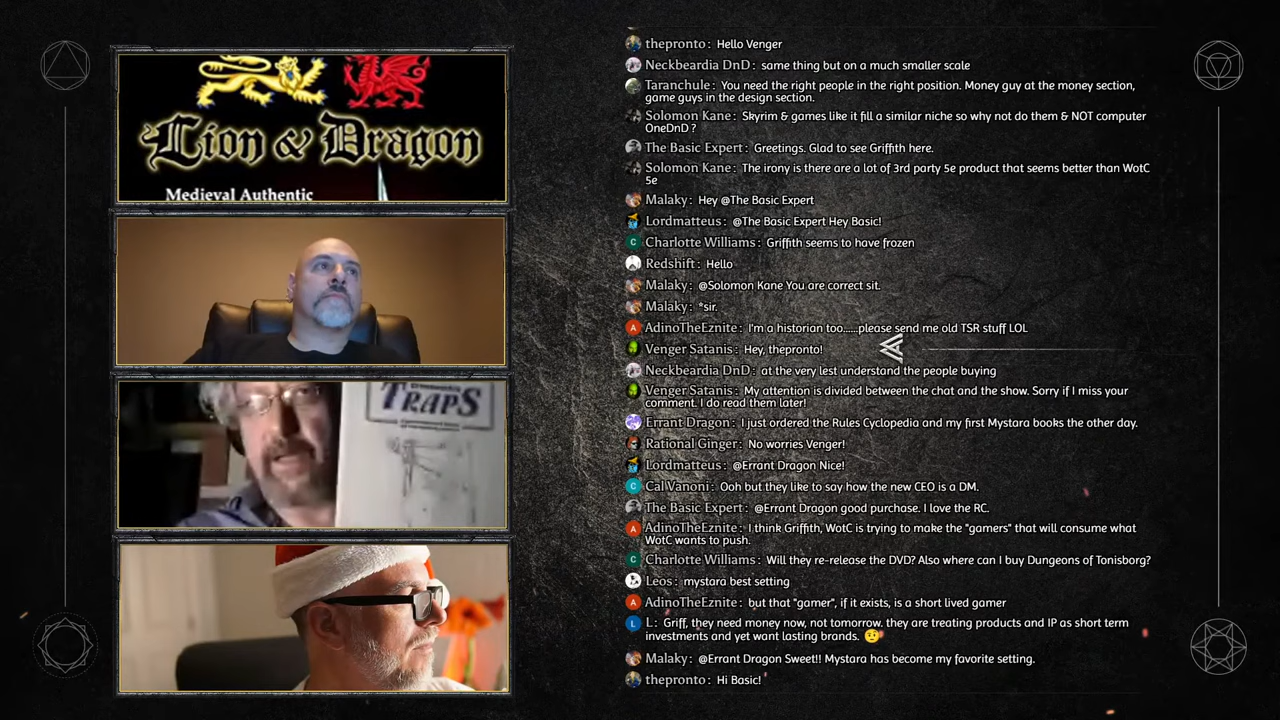 Lion & Dragon
Medieval Authentic
TRAPS
thepronto: Hello Venger
Neckbeardia DnD: same thing but on a much smaller scale
Taranchule: You need the right people in the right position. Money guy at the money section,
game guys in the design section.
Solomon Kane: Skyrim & games like it fill a similar niche so why not do them & NOT computer
OneDnD ?
The Basic Expert: Greetings. Glad to see Griffith here.
Solomon Kane: The irony is there are a lot of 3rd party 5e product that seems better than WotC
5e
Malaky: Hey @The Basic Expert
Lordmatteus: @The Basic Expert Hey Basic!
C Charlotte Williams: Griffith seems to have frozen
Redshift: Hello
Malaky: @Solomon Kane You are correct sit.
Malaky: *sir.
A AdinoTheEznite: I'm a historian too......please send me old TSR stuff LOL
Venger Satanis: Hey, thepronto!
Neckbeardia DnD: at the very lest understand the people buying
Venger Satanis: My attention is divided between the chat and the show. Sorry if I miss your
comment. I do read them later!
Errant Dragon: I just ordered the Rules Cyclopedia and my first Mystara books the other day.
Rational Ginger: No worries Venger!
Lordmatteus: @Errant Dragon Nice!
C Cal Vanoni: Ooh but they like to say how the new CEO is a DM.
The Basic Expert: @Errant Dragon good purchase. I love the RC.
A AdinoTheEznite: I think Griffith, WotC is trying to make the "gamers" that will consume what
WotC wants to push.
C Charlotte Williams: Will they re-release the DVD? Also where can I buy Dungeons of Tonisborg?
Leos: mystara best setting
A AdinoTheEznite: but that "gamer", if it exists, is a short lived gamer
L L: Griff, they need money now, not tomorrow. they are treating products and IP as short term
investments and yet want lasting brands. 🤨
Malaky: @Errant Dragon Sweet!! Mystara has become my favorite setting.
thepronto: Hi Basic!